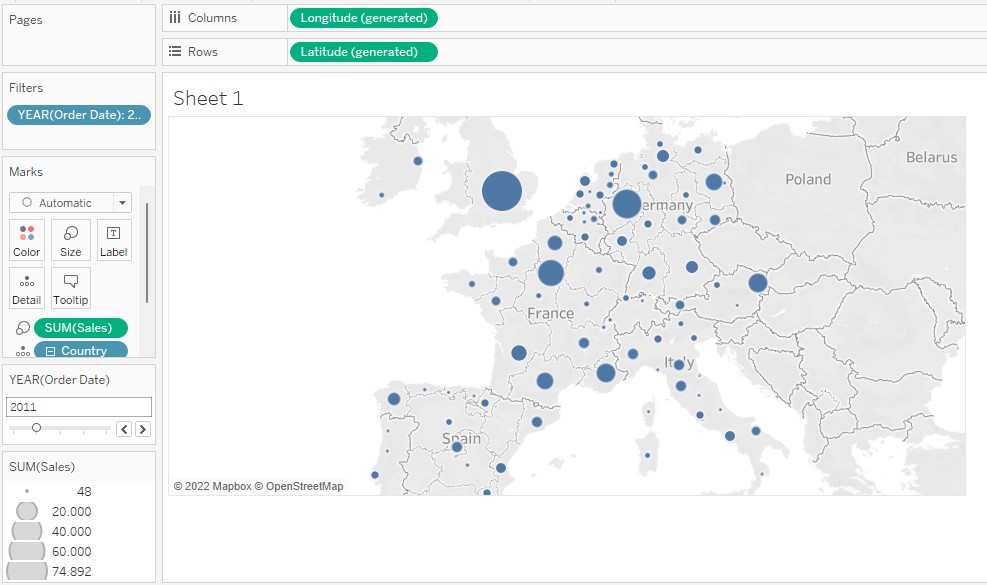 Pages
Columns
Longitude (generated)
Rows
Latitude (generated)
Filters
YEAR(Order Date): 2..
Marks
Automatic
Color
Size
Label
Detail
Tooltip
SUM(Sales)
Country
YEAR(Order Date)
2011
SUM(Sales)
48
20.000
40.000
60.000
74.892
Sheet 1
Belarus
Poland
ermany
France
Italy
Spain
© 2022 Mapbox © OpenStreetMap